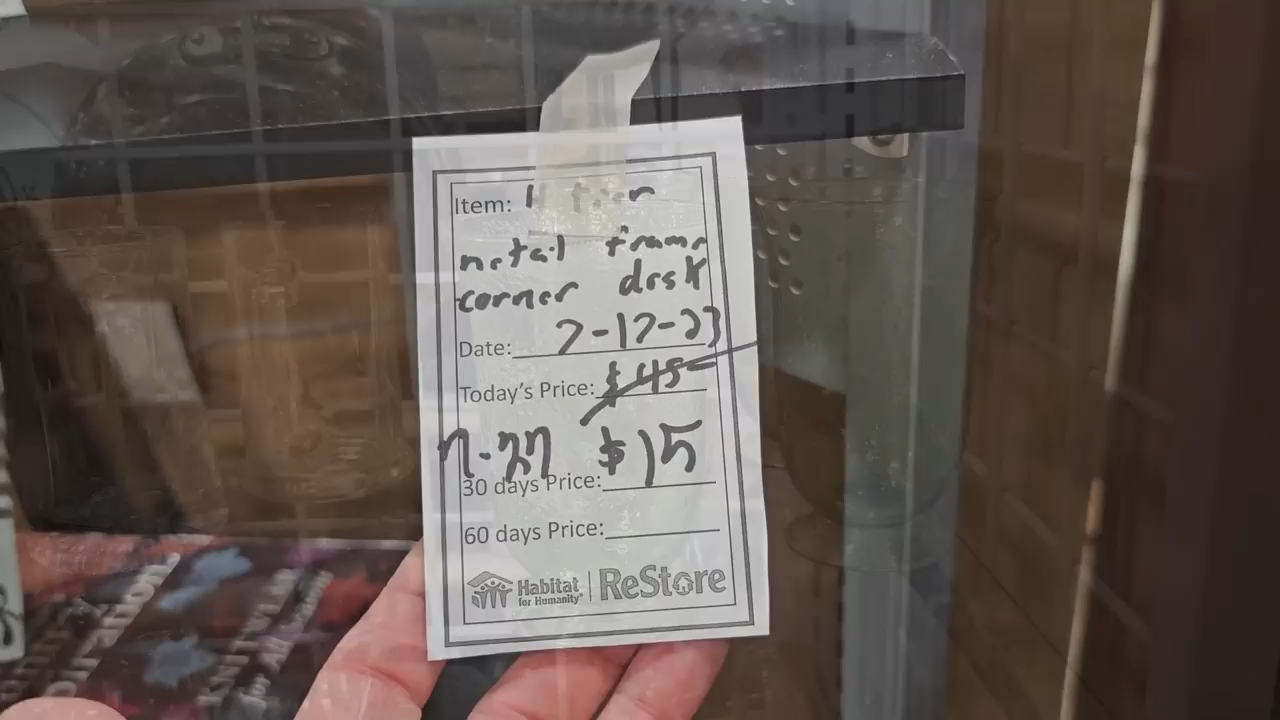 Item: 4 tier
metal frame
corner desk
Date: 7-17-23
Today's Price: $45
7-27 $15
30 days Price:
60 days Price:
Habitat for Humanity® | ReStore